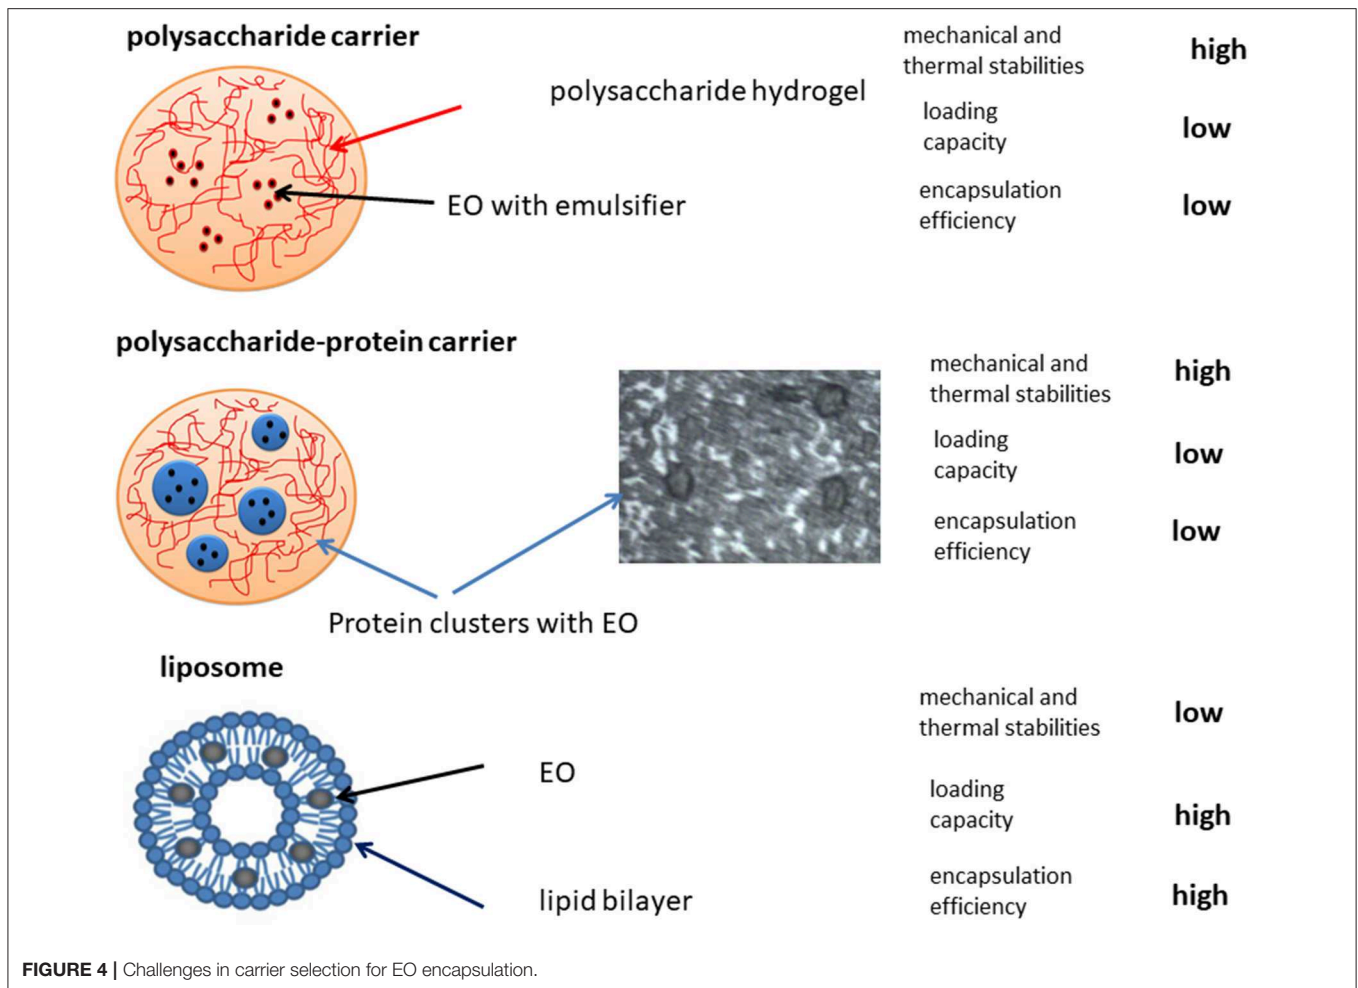 polysaccharide carrier
polysaccharide hydrogel
EO with emulsifier
mechanical and
thermal stabilities
high
loading
capacity
low
encapsulation
efficiency
low
polysaccharide-protein carrier
Protein clusters with EO
mechanical and
thermal stabilities
high
loading
capacity
low
encapsulation
efficiency
low
liposome
EO
lipid bilayer
mechanical and
thermal stabilities
low
loading
capacity
high
encapsulation
efficiency
high
FIGURE 4 | Challenges in carrier selection for EO encapsulation.